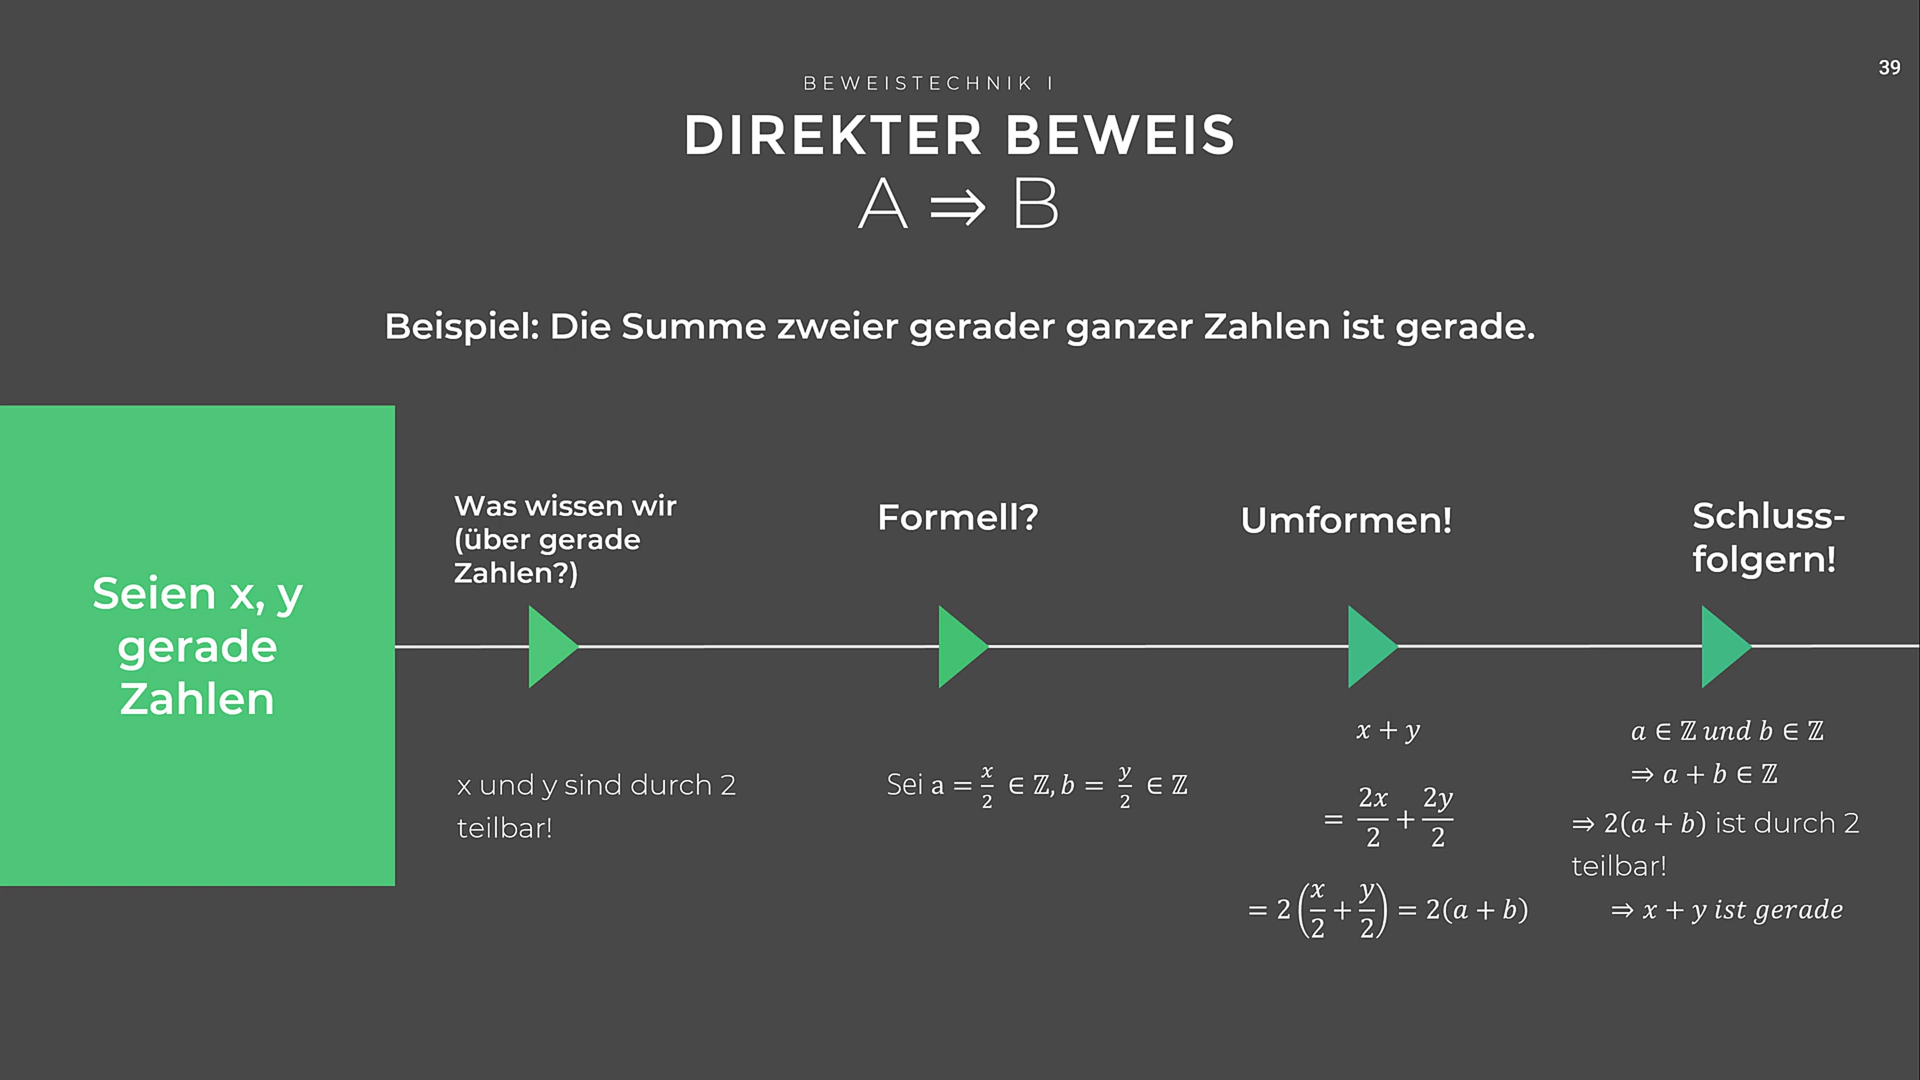 39
BEWEISTECHNIK I
DIREKTER BEWEIS
A ⇒ B
Beispiel: Die Summe zweier gerader ganzer Zahlen ist gerade.
Seien x, y
gerade
Zahlen
Was wissen wir
(über gerade
Zahlen?)
x und y sind durch 2
teilbar!
Formell?
Sei a = x/2 ∈ ℤ, b = y/2 ∈ ℤ
Umformen!
x + y
= 2x/2 + 2y/2
= 2(x/2 + y/2) = 2(a + b)
Schluss-
folgern!
a ∈ ℤ und b ∈ ℤ
⇒ a + b ∈ ℤ
⇒ 2(a + b) ist durch 2
teilbar!
⇒ x + y ist gerade